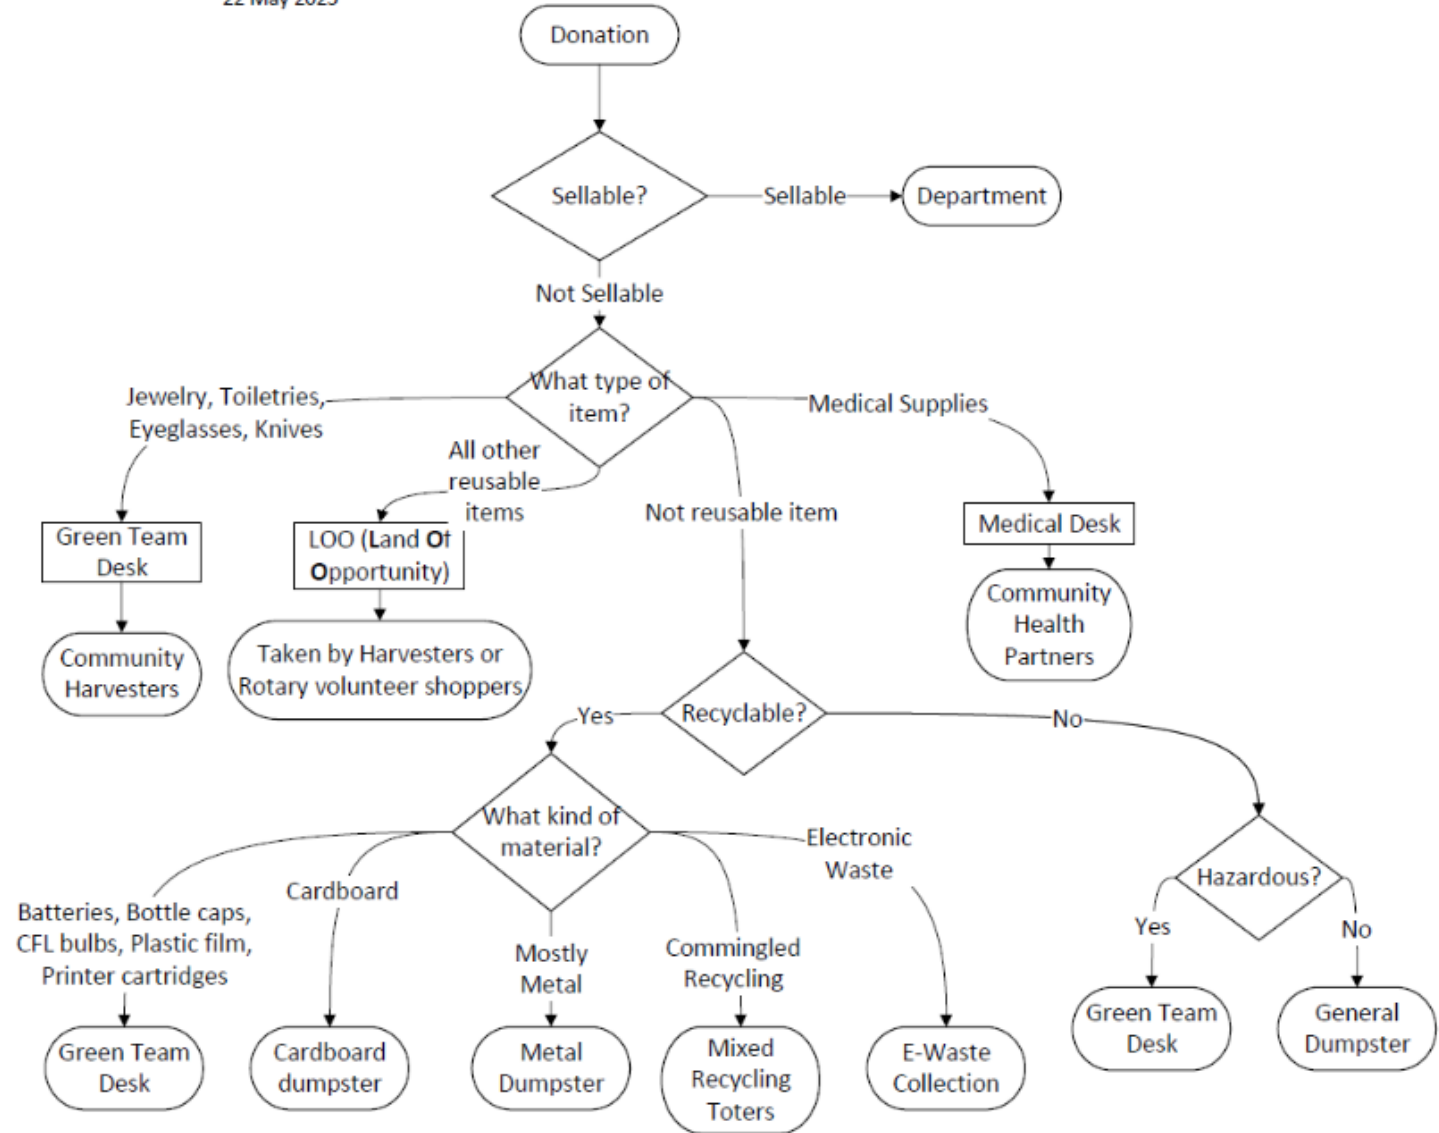 22 May 2025
Donation
Sellable?
Sellable
Department
Not Sellable
What type of
item?
Jewelry, Toiletries,
Eyeglasses, Knives
All other
reusable
items
Not reusable item
Medical Supplies
Green Team
Desk
LOO (Land Of
Opportunity)
Medical Desk
Community
Harvesters
Taken by Harvesters or
Rotary volunteer shoppers
Community
Health
Partners
Yes
Recyclable?
No
What kind of
material?
Batteries, Bottle caps,
CFL bulbs, Plastic film,
Printer cartridges
Cardboard
Mostly
Metal
Commingled
Recycling
Electronic
Waste
Hazardous?
Yes
No
Green Team
Desk
Cardboard
dumpster
Metal
Dumpster
Mixed
Recycling
Toters
E-Waste
Collection
Green Team
Desk
General
Dumpster